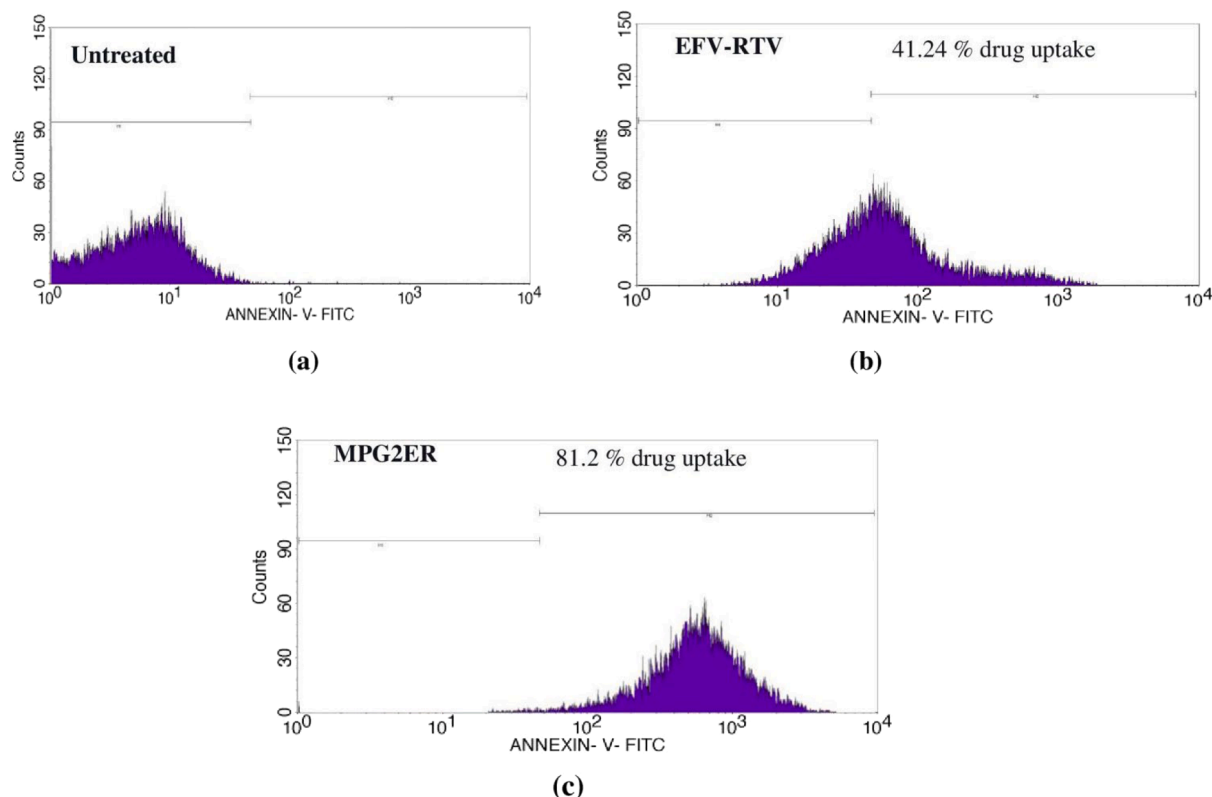 150
120
90
60
30
0
Counts
Untreated
10^0 10^1 10^2 10^3 10^4
ANNEXIN- V- FITC
(a)
150
120
90
60
30
0
Counts
EFV-RTV 41.24 % drug uptake
10^0 10^1 10^2 10^3 10^4
ANNEXIN- V- FITC
(b)
150
120
90
60
30
0
Counts
MPG2ER 81.2 % drug uptake
10^0 10^1 10^2 10^3 10^4
ANNEXIN- V- FITC
(c)